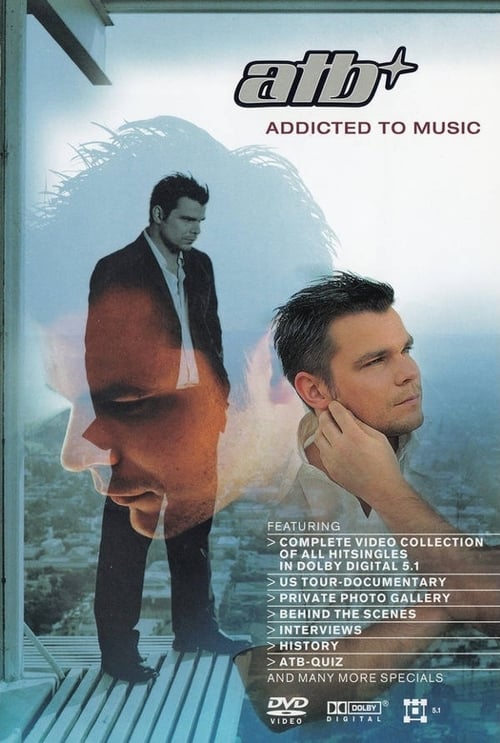 atb
ADDICTED TO MUSIC
FEATURING
> COMPLETE VIDEO COLLECTION
OF ALL HITSINGLES
IN DOLBY DIGITAL 5.1
> US TOUR-DOCUMENTARY
> PRIVATE PHOTO GALLERY
> BEHIND THE SCENES
> INTERVIEWS
> HISTORY
> ATB-QUIZ
AND MANY MORE SPECIALS
DVD VIDEO
DOLBY DIGITAL ®
5.1